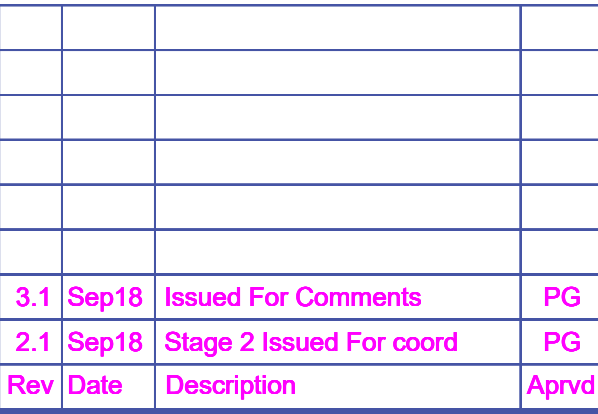 3.1 Sep18 Issued For Comments PG
2.1 Sep18 Stage 2 Issued For coord PG
Rev Date Description Aprvd